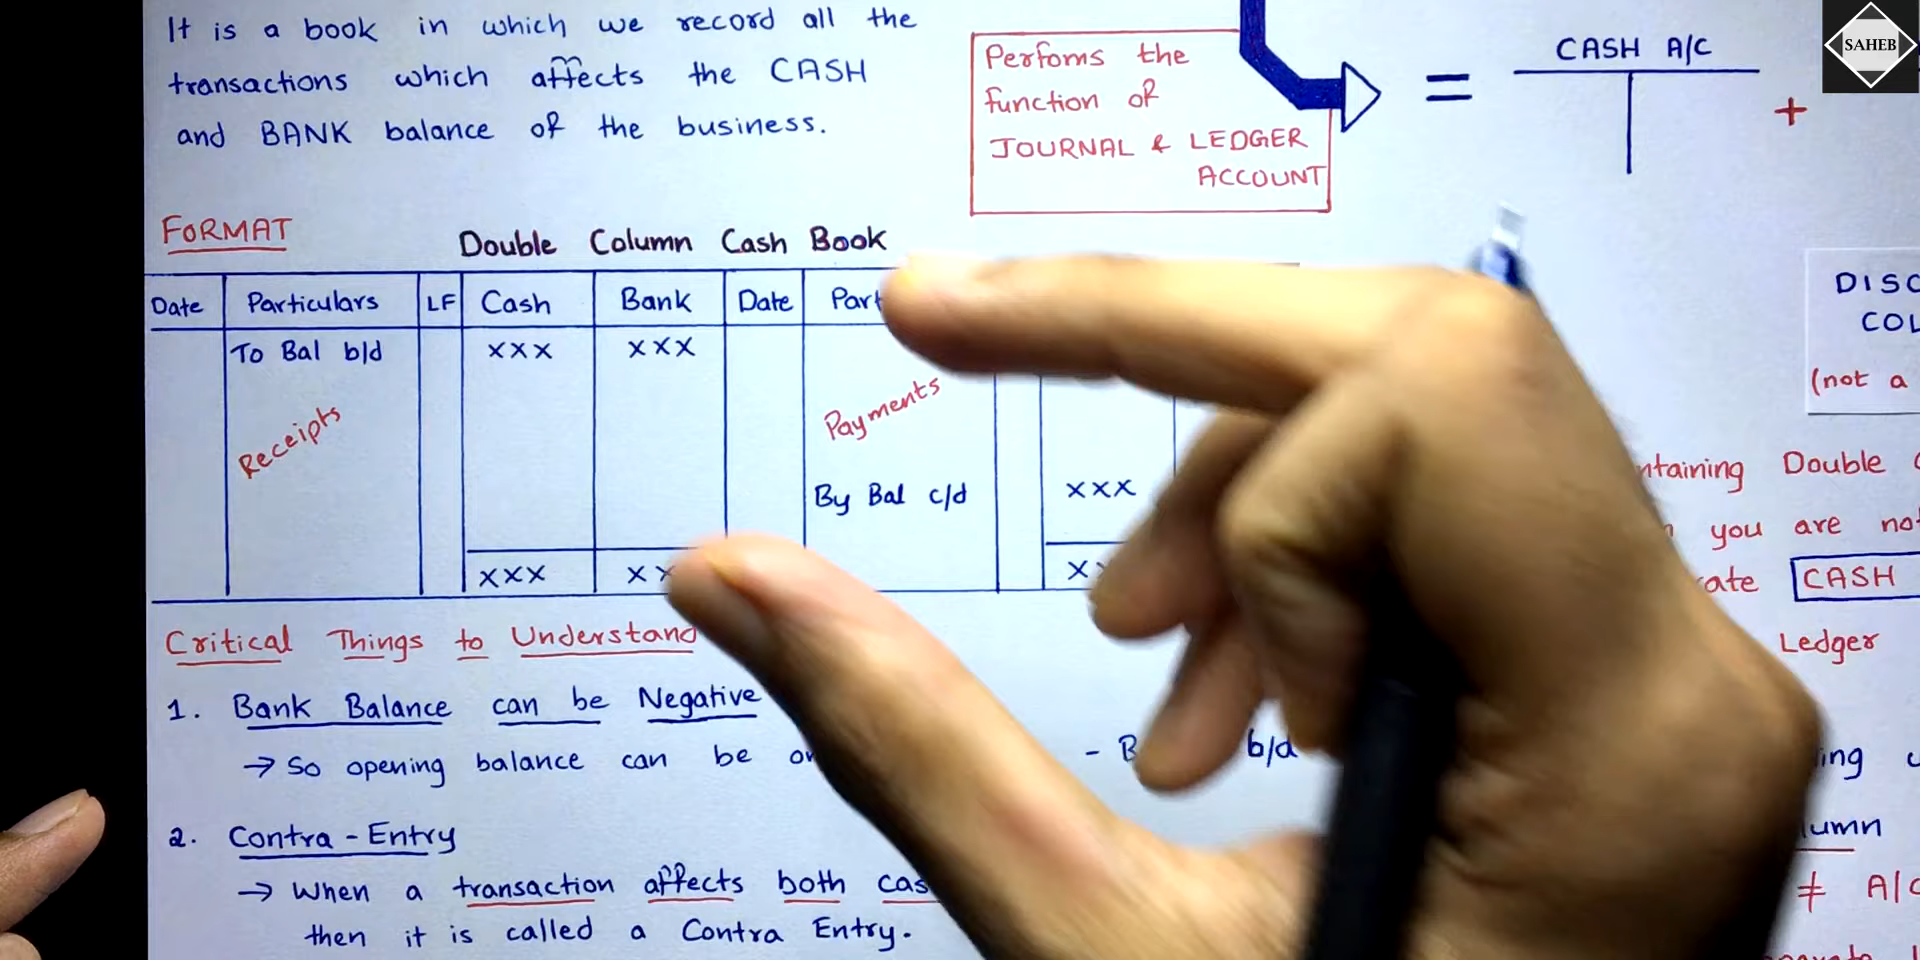 It is a book in which we record all the
transactions which affects the CASH
and BANK balance of the business.
Perfoms the
function of
JOURNAL & LEDGER
ACCOUNT
=
CASH A/C
+
SAHEB
FORMAT
Double Column Cash Book
Date Particulars LF Cash Bank Date
To Bal b/d xxx xxx
Receipts
Payments
By Bal c/d xxx
xxx
Critical Things to Understand
1. Bank Balance can be Negative
→ So opening balance can be
- b/d
2. Contra-Entry
→ When a transaction affects both
then it is called a Contra Entry.
(not a
Double
you are
CASH
Ledger
≠